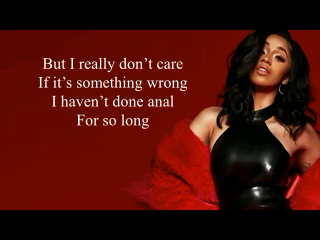 But I really don't care
If it's something wrong
I haven't done anal
For so long